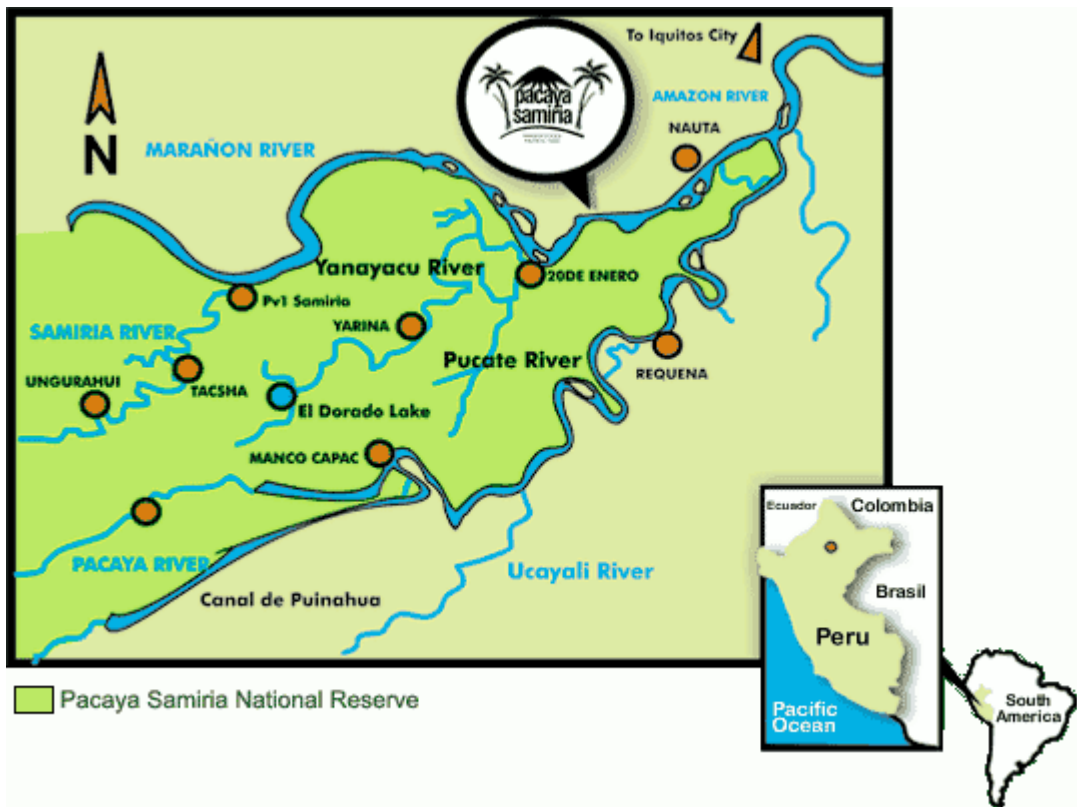 To Iquitos City
pacaya
samiria
AMAZON RIVER
NAUTA
N
MARAÑON RIVER
Yanayacu River
20DE ENERO
Pv1 Samiria
SAMIRIA RIVER
YARINA
Pucate River
REQUENA
UNGURAHUI
TACSHA
El Dorado Lake
MANCO CAPAC
PACAYA RIVER
Ucayali River
Canal de Puinahua
Ecuador
Colombia
Brasil
Peru
Pacific
Ocean
South
America
Pacaya Samiria National Reserve